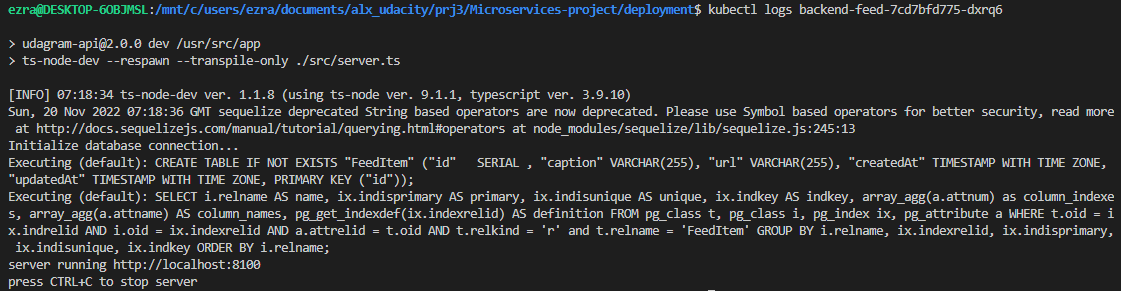 ezra@DESKTOP-6OBJMSL:/mnt/c/users/ezra/documents/alx_udacity/prj3/Microservices-project/deployment$ kubectl logs backend-feed-7cd7bfd775-dxrq6
> udagram-api@2.0.0 dev /usr/src/app
> ts-node-dev --respawn --transpile-only ./src/server.ts
[INFO] 07:18:34 ts-node-dev ver. 1.1.8 (using ts-node ver. 9.1.1, typescript ver. 3.9.10)
Sun, 20 Nov 2022 07:18:36 GMT sequelize deprecated String based operators are now deprecated. Please use Symbol based operators for better security, read more
 at http://docs.sequelizejs.com/manual/tutorial/querying.html#operators at node_modules/sequelize/lib/sequelize.js:245:13
Initialize database connection...
Executing (default): CREATE TABLE IF NOT EXISTS "FeedItem" ("id"   SERIAL , "caption" VARCHAR(255), "url" VARCHAR(255), "createdAt" TIMESTAMP WITH TIME ZONE,
"updatedAt" TIMESTAMP WITH TIME ZONE, PRIMARY KEY ("id"));
Executing (default): SELECT i.relname AS name, ix.indisprimary AS primary, ix.indisunique AS unique, ix.indkey AS indkey, array_agg(a.attnum) as column_indexe
s, array_agg(a.attname) AS column_names, pg_get_indexdef(ix.indexrelid) AS definition FROM pg_class t, pg_class i, pg_index ix, pg_attribute a WHERE t.oid = i
x.indrelid AND i.oid = ix.indexrelid AND a.attrelid = t.oid AND t.relkind = 'r' and t.relname = 'FeedItem' GROUP BY i.relname, ix.indexrelid, ix.indisprimary,
 ix.indisunique, ix.indkey ORDER BY i.relname;
server running http://localhost:8100
press CTRL+C to stop server